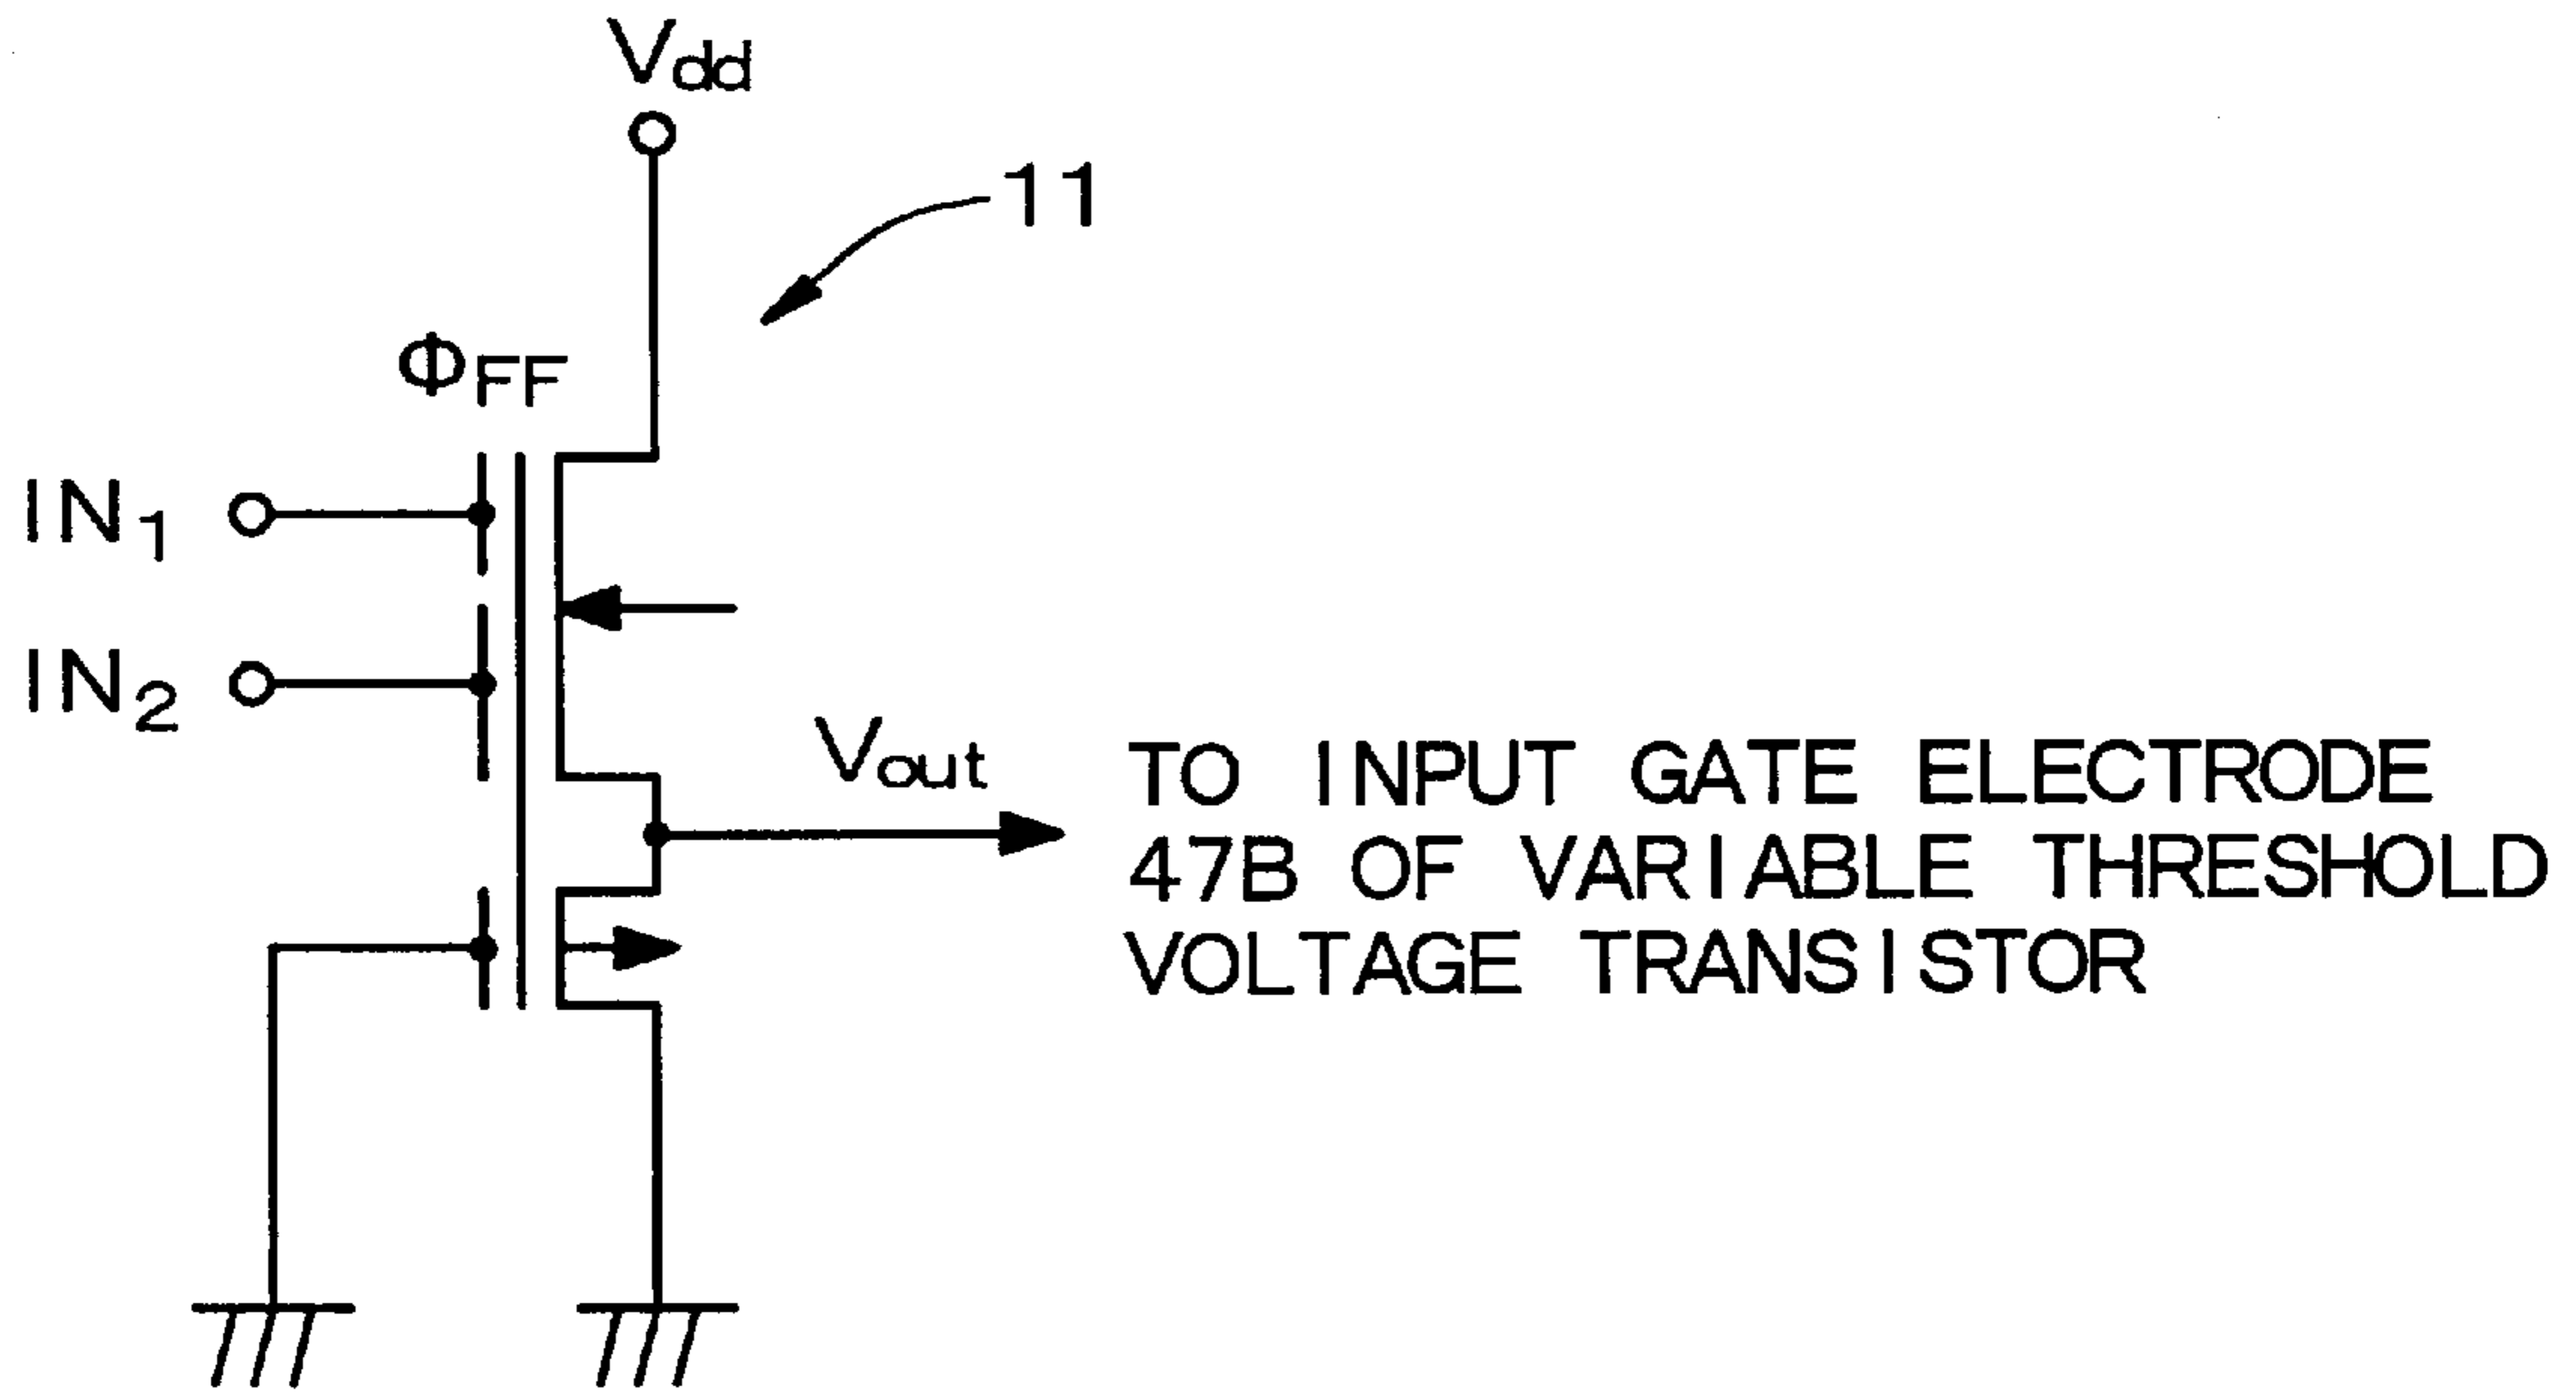 Vdd
11
ΦFF
IN1
IN2
Vout
TO INPUT GATE ELECTRODE
47B OF VARIABLE THRESHOLD
VOLTAGE TRANSISTOR